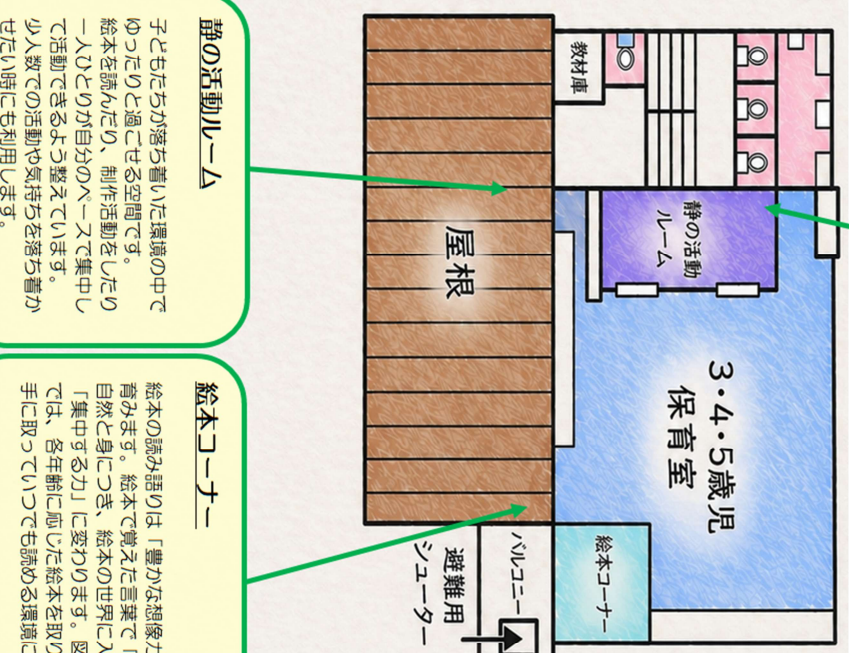 教材庫
静の活動
ルーム
3・4・5歳児
保育室
絵本コーナー
屋根
バルコニー
避難用
シューター
静の活動ルーム
子どもたちが落ち着いた環境の中で
ゆったりと過ごせる空間です。
絵本を読んだり、制作活動をしたり
一人ひとりが自分のペースで集中し
て活動できるよう整えています。
少人数での活動や気持ちを落ち着か
せたい時にも利用します。
絵本コーナー
絵本の読み語りは「豊かな想像
育みます。絵本で覚えた言葉で「
自然と身につき、絵本の世界に入
「集中する力」に変わります。図
では、各年齢に応じた絵本を取り
手に取っていつでも読める環境に